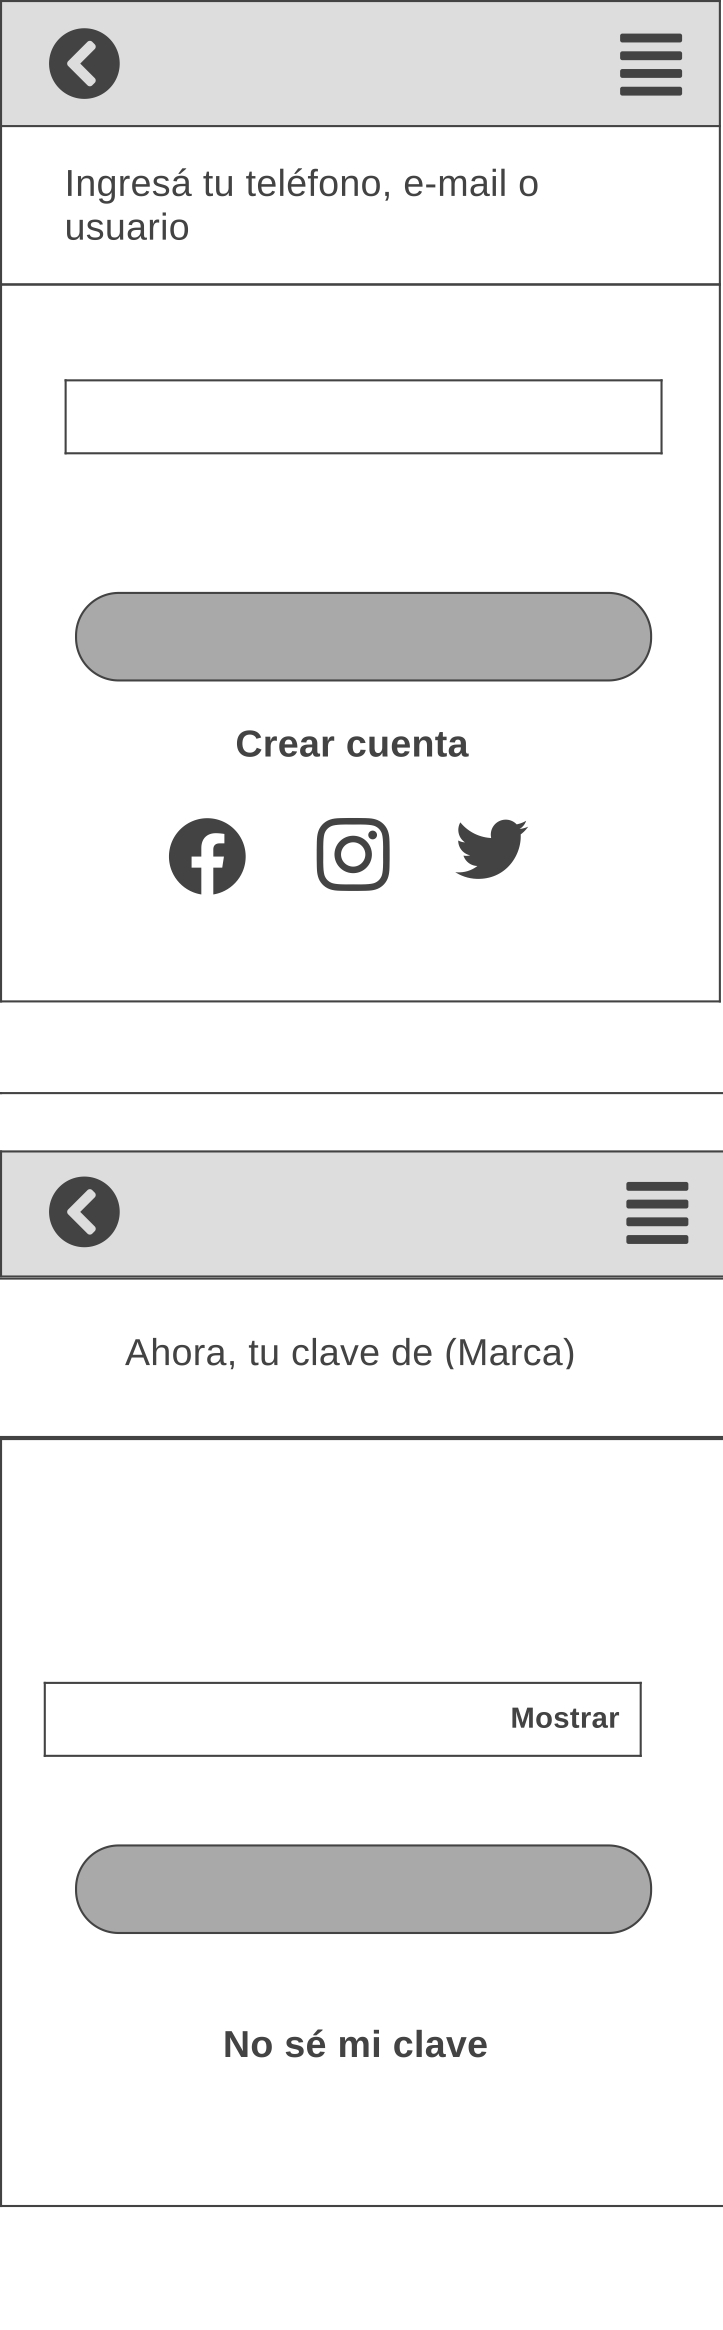 Ingresá tu teléfono, e-mail o
usuario
Crear cuenta
Ahora, tu clave de (Marca)
Mostrar
No sé mi clave